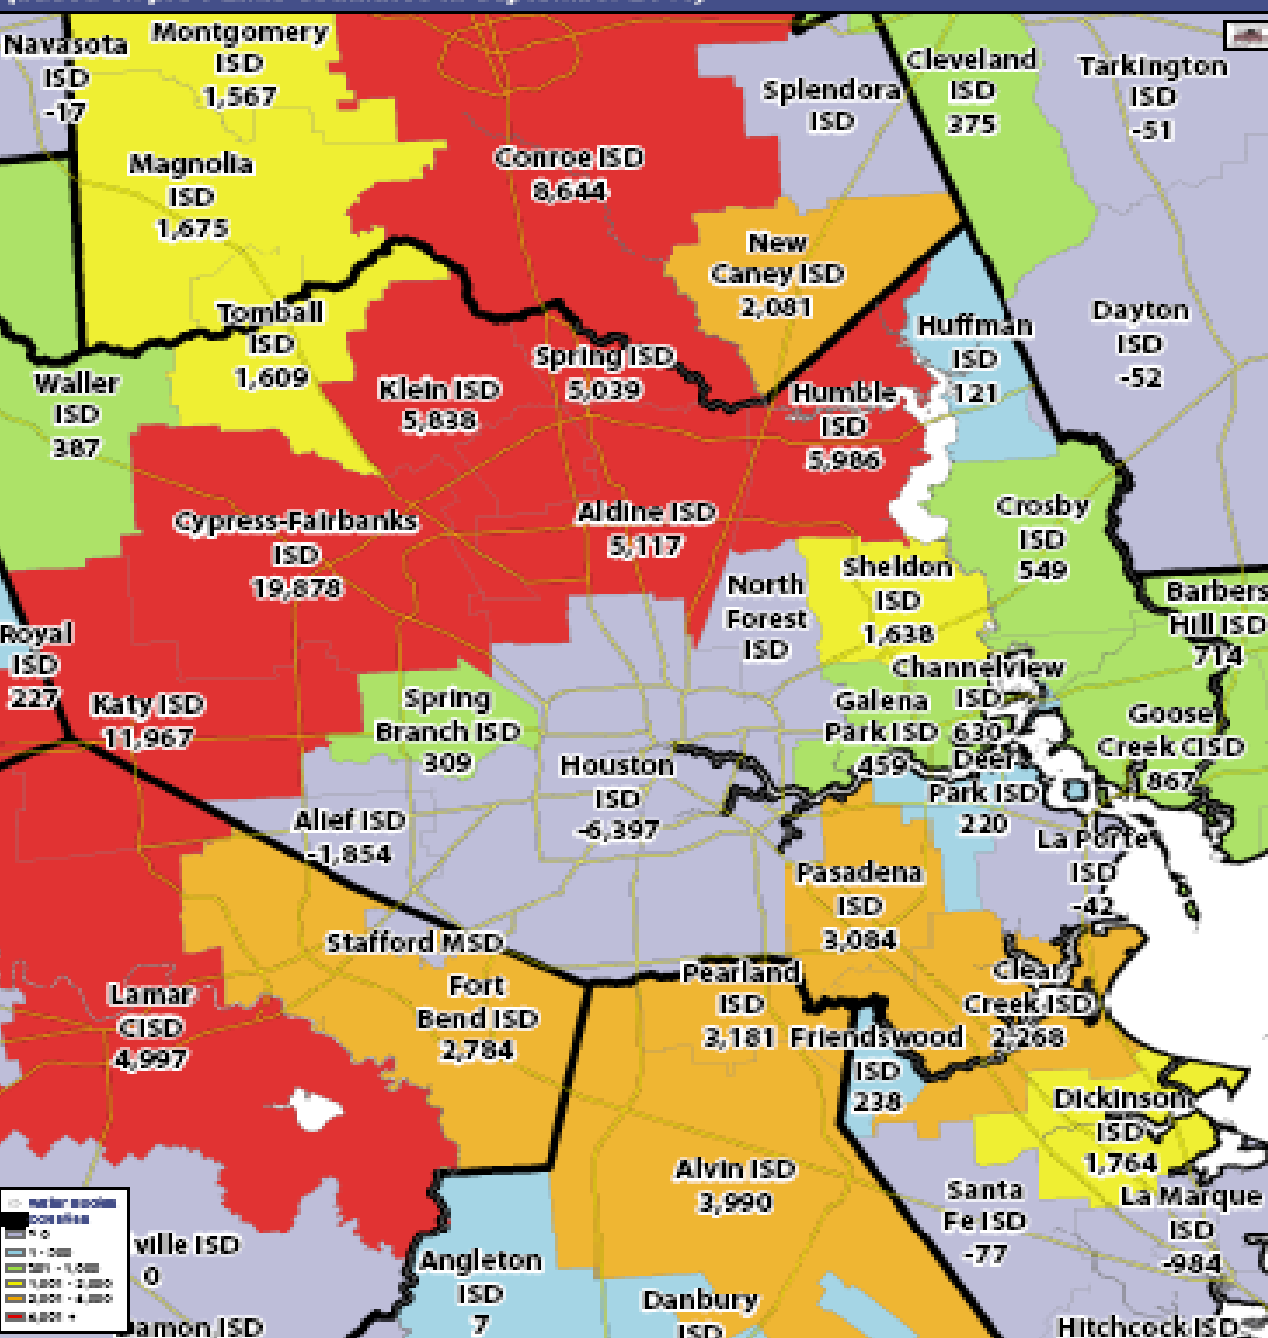 Navasota
ISD
-17
Montgomery
ISD
1,567
Magnolia
ISD
1,675
Conroe ISD
8,644
Splendora
ISD
Cleveland
ISD
375
Tarkington
ISD
-51
New
Caney ISD
2,081
Tomball
ISD
1,609
Huffman
ISD
121
Dayton
ISD
-52
Waller
ISD
387
Klein ISD
5,838
Spring ISD
5,039
Humble
ISD
5,986
Cypress-Fairbanks
ISD
19,878
Aldine ISD
5,117
Crosby
ISD
549
North
Forest
ISD
Sheldon
ISD
1,638
Barbers
Hill ISD
714
Royal
ISD
227
Katy ISD
11,967
Spring
Branch ISD
309
Channelview
ISD
630
Galena
Park ISD
459
Goose
Creek CISD
867
Houston
ISD
-6,397
Deer
Park ISD
220
Alief ISD
-1,854
La Porte
ISD
-42
Pasadena
ISD
3,084
Stafford MSD
Fort
Bend ISD
2,784
Pearland
ISD
3,181
Clear
Creek ISD
2,268
Lamar
CISD
4,997
Friendswood
ISD
238
Dickinson
ISD
1,764
Alvin ISD
3,990
Santa
Fe ISD
-77
La Marque
ISD
-984
ville ISD
0
Angleton
ISD
7
Danbury
ISD
Hitchcock ISD